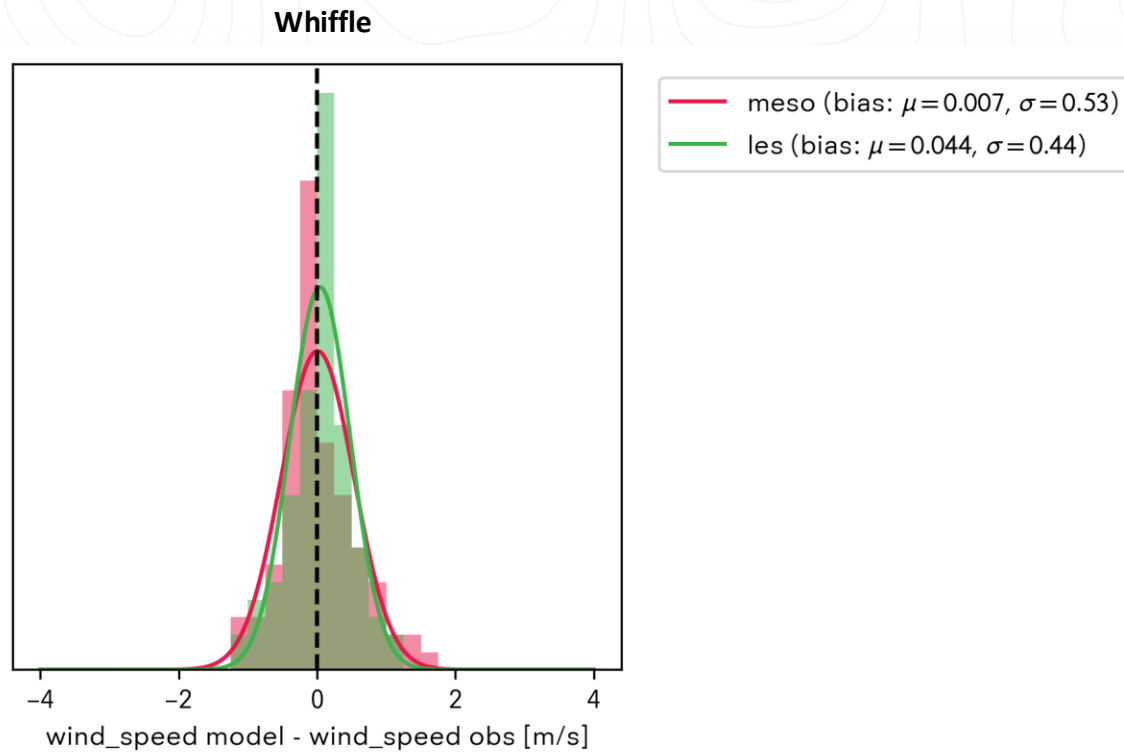 Whiffle
meso (bias: μ=0.007, σ=0.53)
les (bias: μ=0.044, σ=0.44)
−4 −2 0 2 4
wind_speed model - wind_speed obs [m/s]